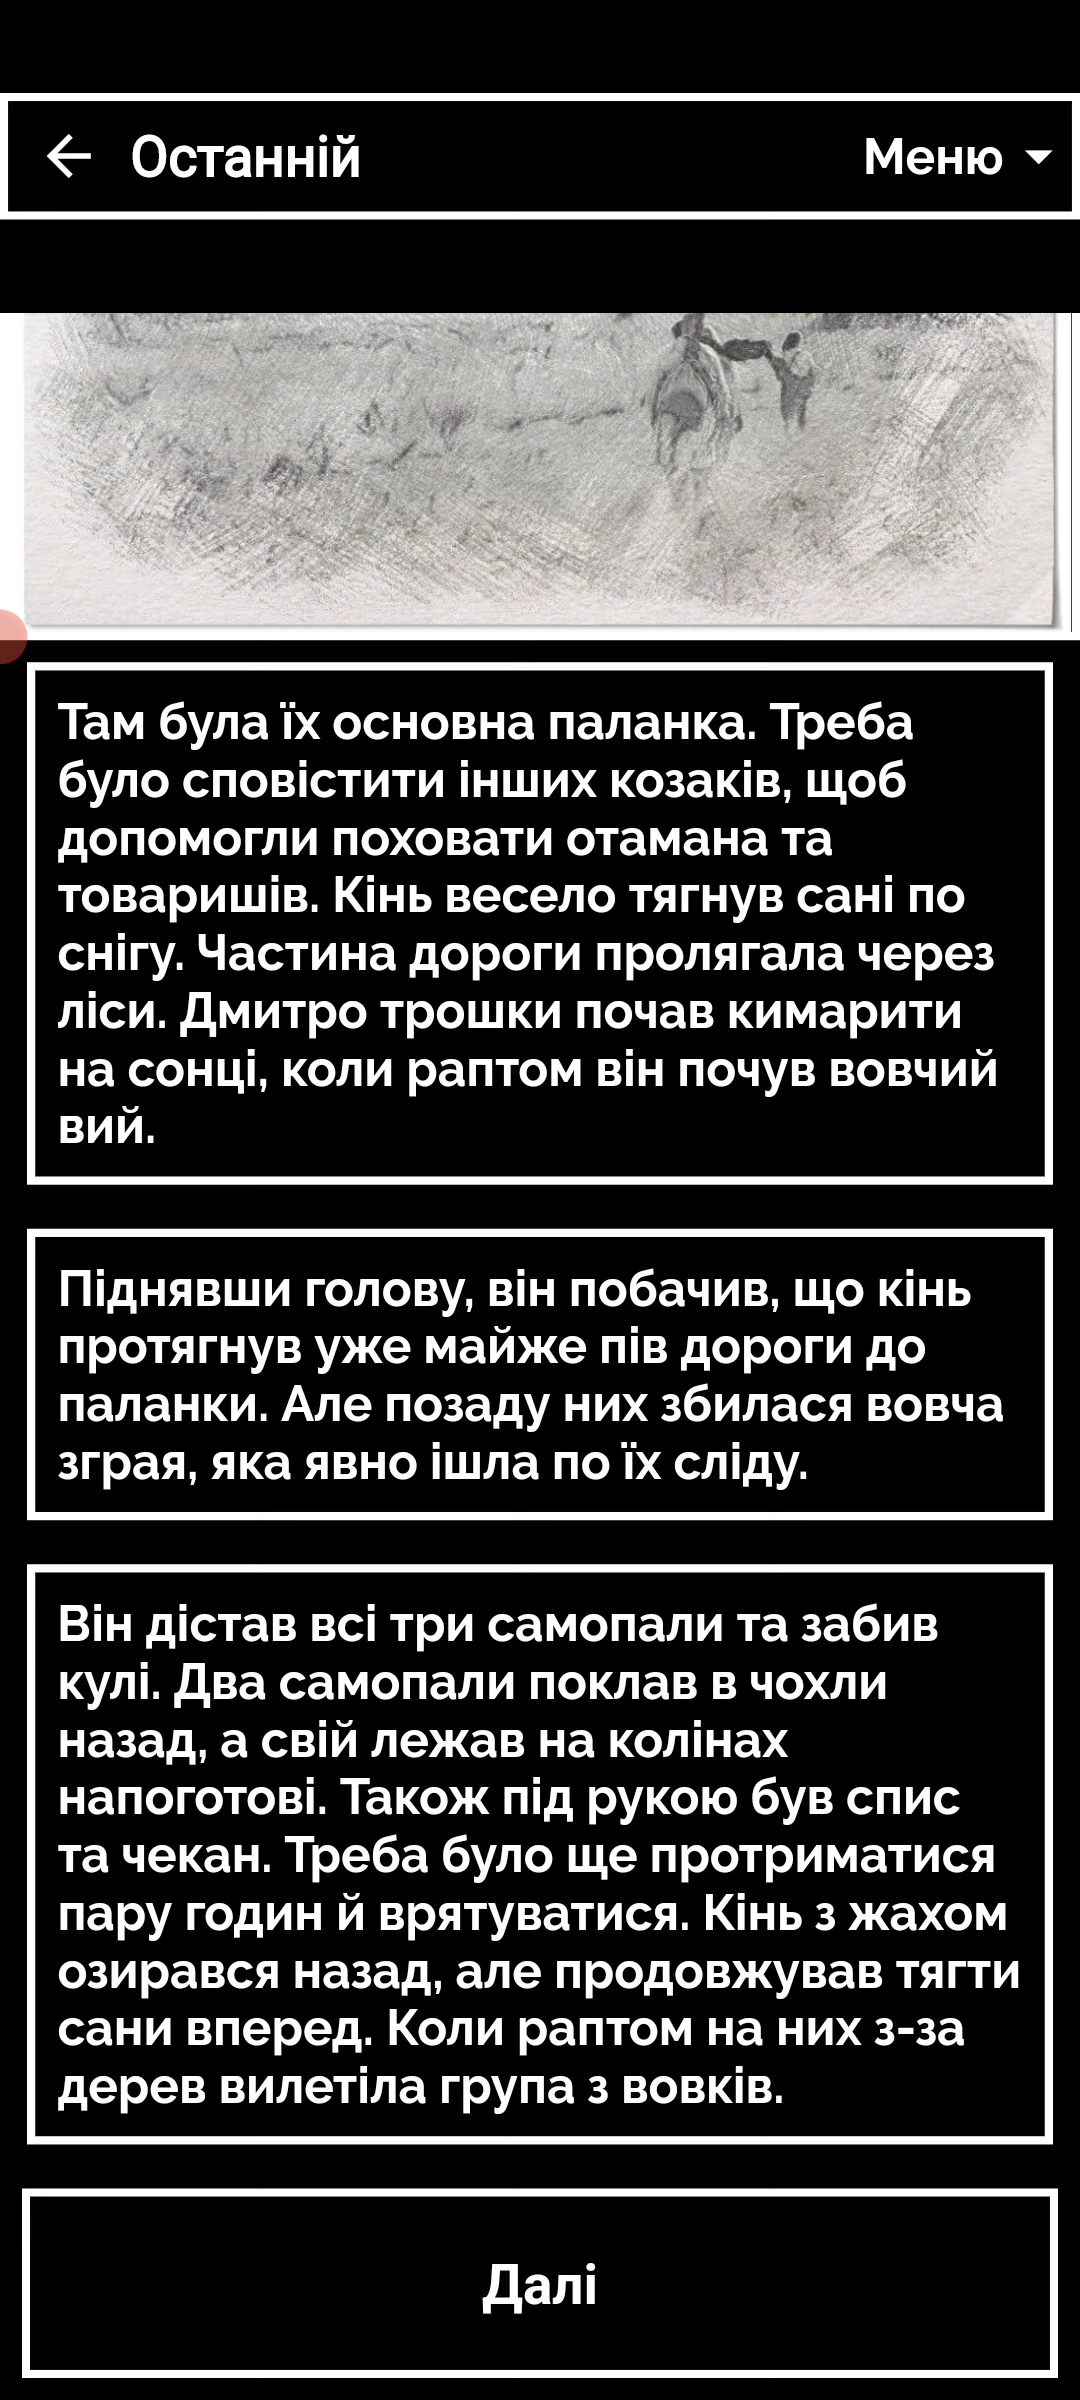 Останній
Меню
Там була їх основна паланка. Треба
було сповістити інших козаків, щоб
допомогли поховати отамана та
товаришів. Кінь весело тягнув сані по
снігу. Частина дороги пролягала через
ліси. Дмитро трошки почав кимарити
на сонці, коли раптом він почув вовчий
вий.
Піднявши голову, він побачив, що кінь
протягнув уже майже пів дороги до
паланки. Але позаду них збилася вовча
зграя, яка явно ішла по їх сліду.
Він дістав всі три самопали та забив
кулі. Два самопали поклав в чохли
назад, а свій лежав на колінах
напоготові. Також під рукою був спис
та чекан. Треба було ще протриматися
пару годин й врятуватися. Кінь з жахом
озирався назад, але продовжував тягти
сани вперед. Коли раптом на них з-за
дерев вилетіла група з вовків.
Далі